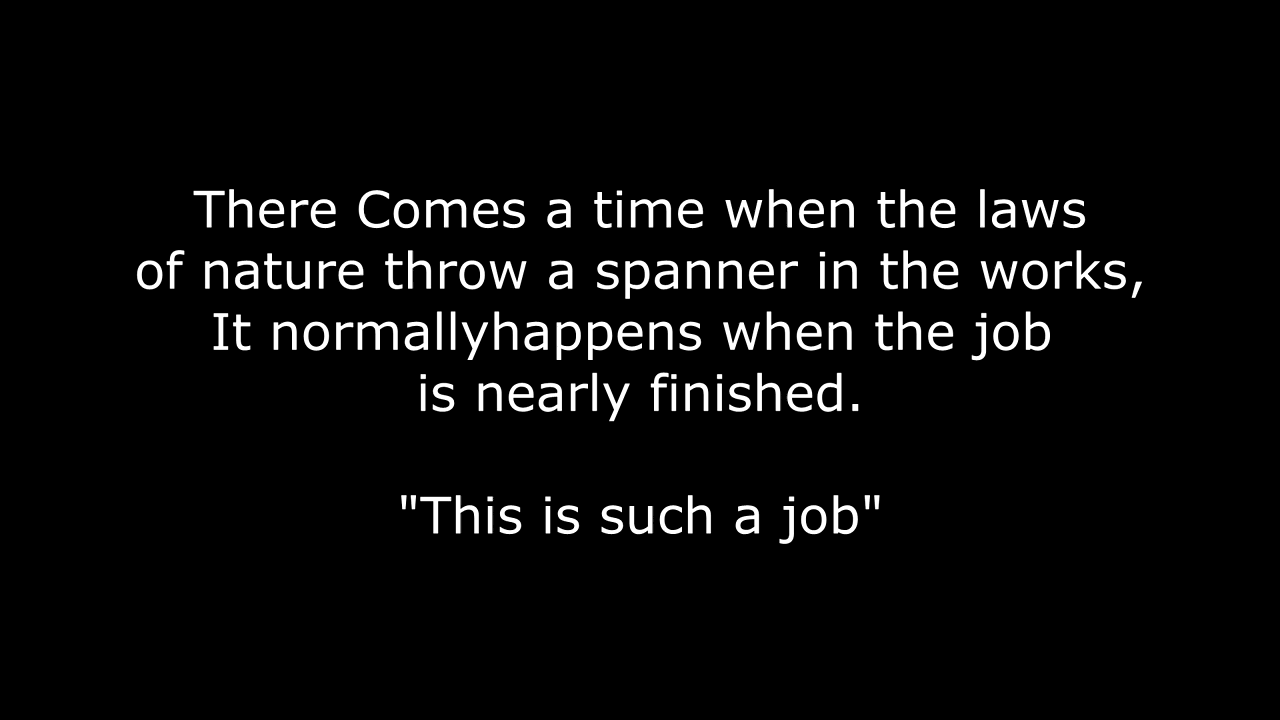 There Comes a time when the laws
of nature throw a spanner in the works,
It normallyhappens when the job
is nearly finished.
"This is such a job"